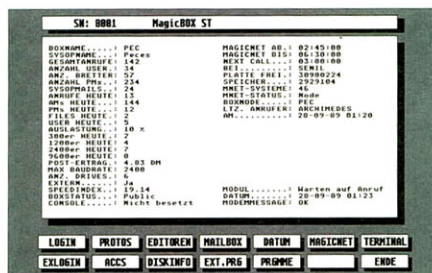 SN: 0001 MagicBOX ST
BOXNAME.....: PEC
SYSOPNAME...: Peces
GESAMTANRUFE: 142
ANZAHL USER.: 34
ANZ. BRETTER: 57
ANZAHL PMs..: 234
SYSOPMAILS..: 24
ANRUFE HEUTE: 13
AMs HEUTE...: 144
PMs HEUTE...: 12
FILES HEUTE.: 2
USER HEUTE..: 5
AUSLASTUNG..: 10 %
300er HEUTE.: 2
1200er HEUTE: 4
2400er HEUTE: 7
9600er HEUTE: 0
POST-ERTRAG.: 4.83 DM
MAX BAUDRATE: 2400
ANZ. DRIVES.: 6
EXTERN......: Ja
SPEEDINDEX..: 19.14
BOXSTATUS...: Public
CONSOLE.....: Nicht besetzt
MAGICNET AB.: 02:45:00
MAGICNET BIS: 06:30:00
NEXT CALL...: 03:00:00
BEI.........: SENIL
PLATTE FREI.: 30900224
SPEICHER....: 2929104
MNET-SYSTEME: 46
MNET-STATUS.: Node
BOXNODE.....: PEC
LTZ. ANRUFER: ARCHIMEDES
AM..........: 28-09-89 01:20
MODUL.......: Warten auf Anruf
DATUM.......: 28-09-89 01:23
MODEMMESSAGE: OK
LOGIN PROTOS EDITOREN MAILBOX DATUM MAGICNET TERMINAL
EXLOGIN ACCS DISKINFO EXT.PRG PRGMME ENDE